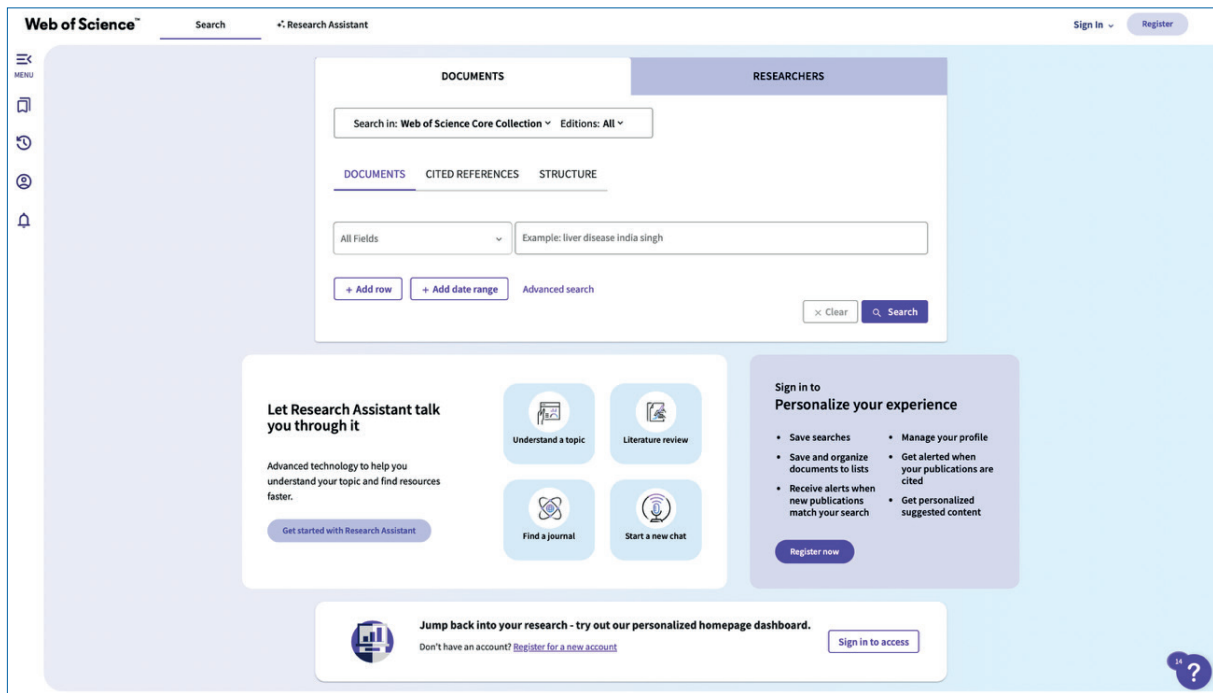 Web of Science™
Search
Research Assistant
Sign In
Register
MENU
DOCUMENTS
RESEARCHERS
Search in: Web of Science Core Collection Editions: All
DOCUMENTS CITED REFERENCES STRUCTURE
All Fields
Example: liver disease india singh
+ Add row
+ Add date range
Advanced search
× Clear
Search
Let Research Assistant talk
you through it
Advanced technology to help you
understand your topic and find resources
faster.
Get started with Research Assistant
Understand a topic
Literature review
Find a journal
Start a new chat
Sign in to
Personalize your experience
• Save searches
• Save and organize
documents to lists
• Receive alerts when
new publications
match your search
• Manage your profile
• Get alerted when
your publications are
cited
• Get personalized
suggested content
Register now
Jump back into your research - try out our personalized homepage dashboard.
Don't have an account? Register for a new account
Sign in to access
14
?